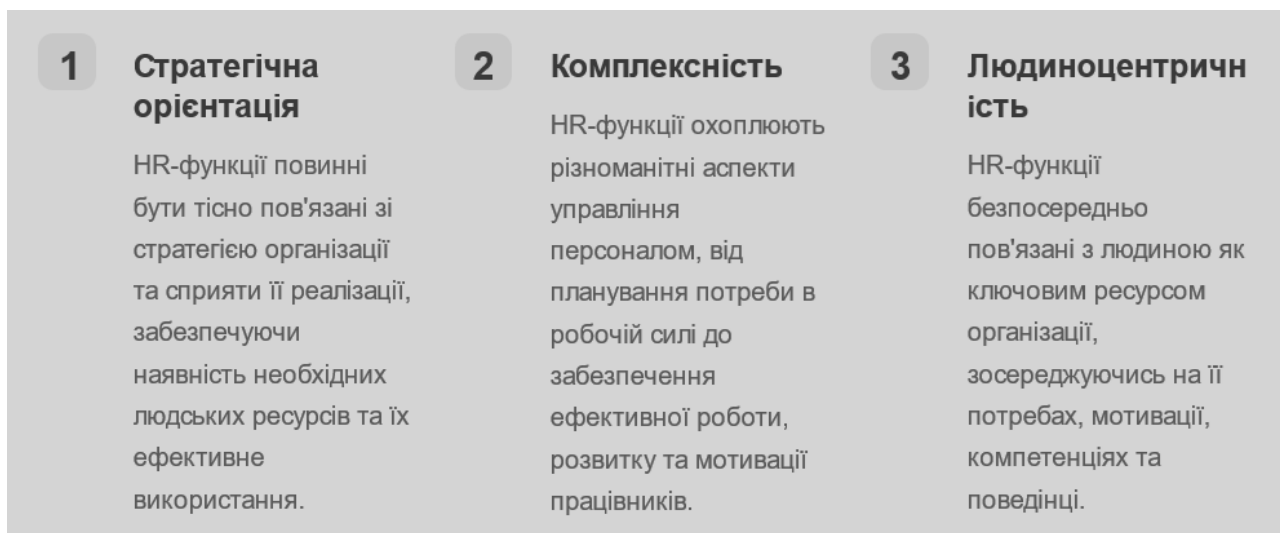 1
Стратегічна
орієнтація
HR-функції повинні
бути тісно пов'язані зі
стратегією організації
та сприяти її реалізації,
забезпечуючи
наявність необхідних
людських ресурсів та їх
ефективне
використання.
2
Комплексність
HR-функції охоплюють
різноманітні аспекти
управління
персоналом, від
планування потреби в
робочій силі до
забезпечення
ефективної роботи,
розвитку та мотивації
працівників.
3
Людиноцентричн
ість
HR-функції
безпосередньо
пов'язані з людиною як
ключовим ресурсом
організації,
зосереджуючись на її
потребах, мотивації,
компетенціях та
поведінці.